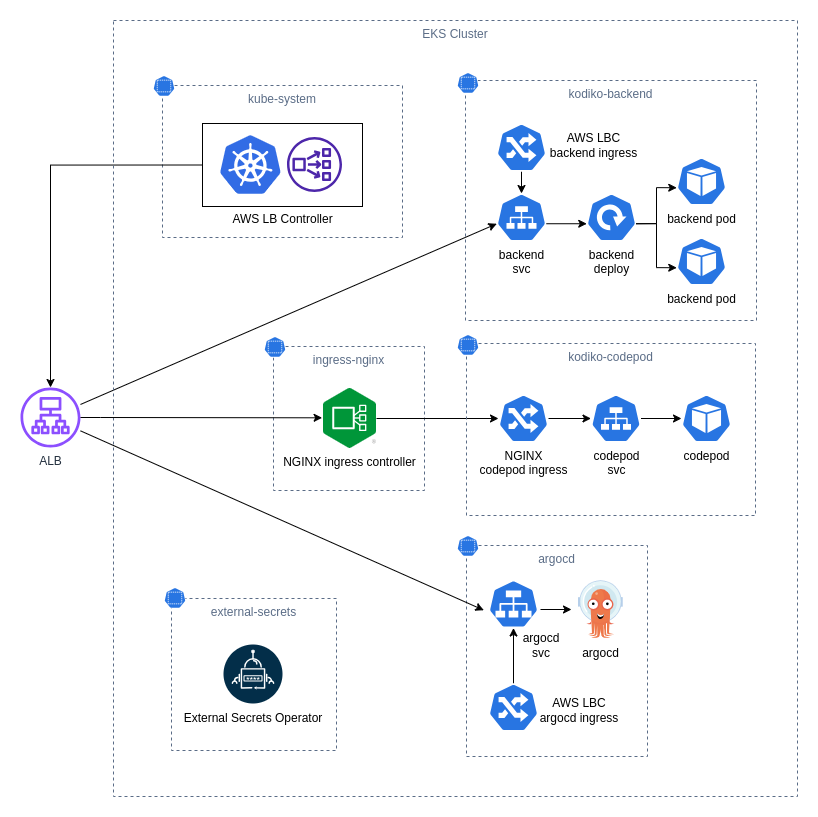 EKS Cluster
kube-system
AWS LB Controller
kodiko-backend
AWS LBC
backend ingress
backend
svc
backend
deploy
backend pod
backend pod
ingress-nginx
NGINX ingress controller
kodiko-codepod
NGINX
codepod ingress
codepod
svc
codepod
ALB
argocd
argocd
svc
argocd
AWS LBC
argocd ingress
external-secrets
External Secrets Operator